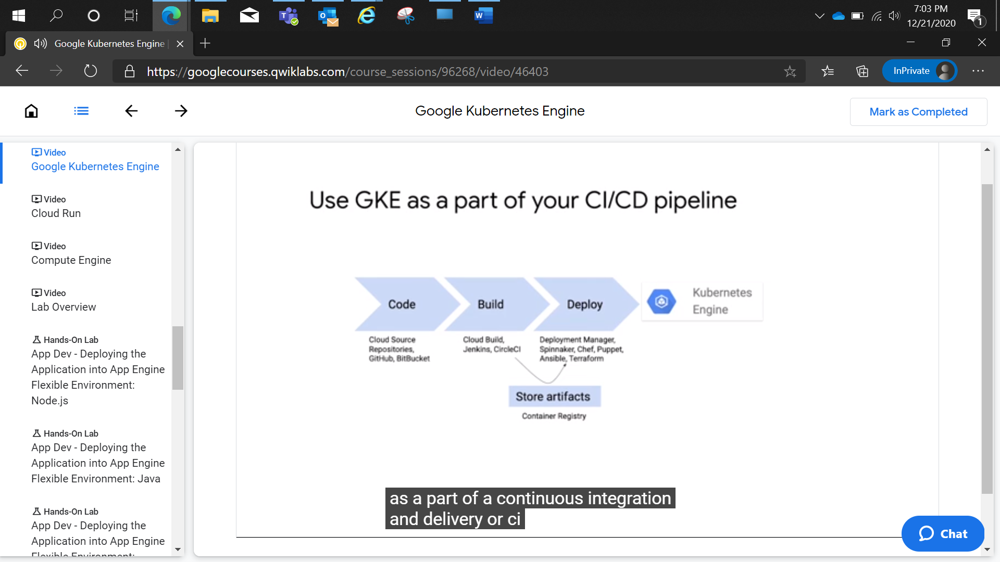 7:03 PM
12/21/2020
1
Google Kubernetes Engine |
https://googlecourses.qwiklabs.com/course_sessions/96268/video/46403
InPrivate
Google Kubernetes Engine
Mark as Completed
Video
Google Kubernetes Engine
Video
Cloud Run
Video
Compute Engine
Video
Lab Overview
Hands-On Lab
App Dev - Deploying the
Application into App Engine
Flexible Environment:
Node.js
Hands-On Lab
App Dev - Deploying the
Application into App Engine
Flexible Environment: Java
Hands-On Lab
App Dev - Deploying the
Application into App Engine
Flexible Environment:
Use GKE as a part of your CI/CD pipeline
Code
Build
Deploy
Kubernetes
Engine
Cloud Source
Repositories,
GitHub, BitBucket
Cloud Build,
Jenkins, CircleCI
Deployment Manager,
Spinnaker, Chef, Puppet,
Ansible, Terraform
Store artifacts
Container Registry
as a part of a continuous integration
and delivery or ci
Chat